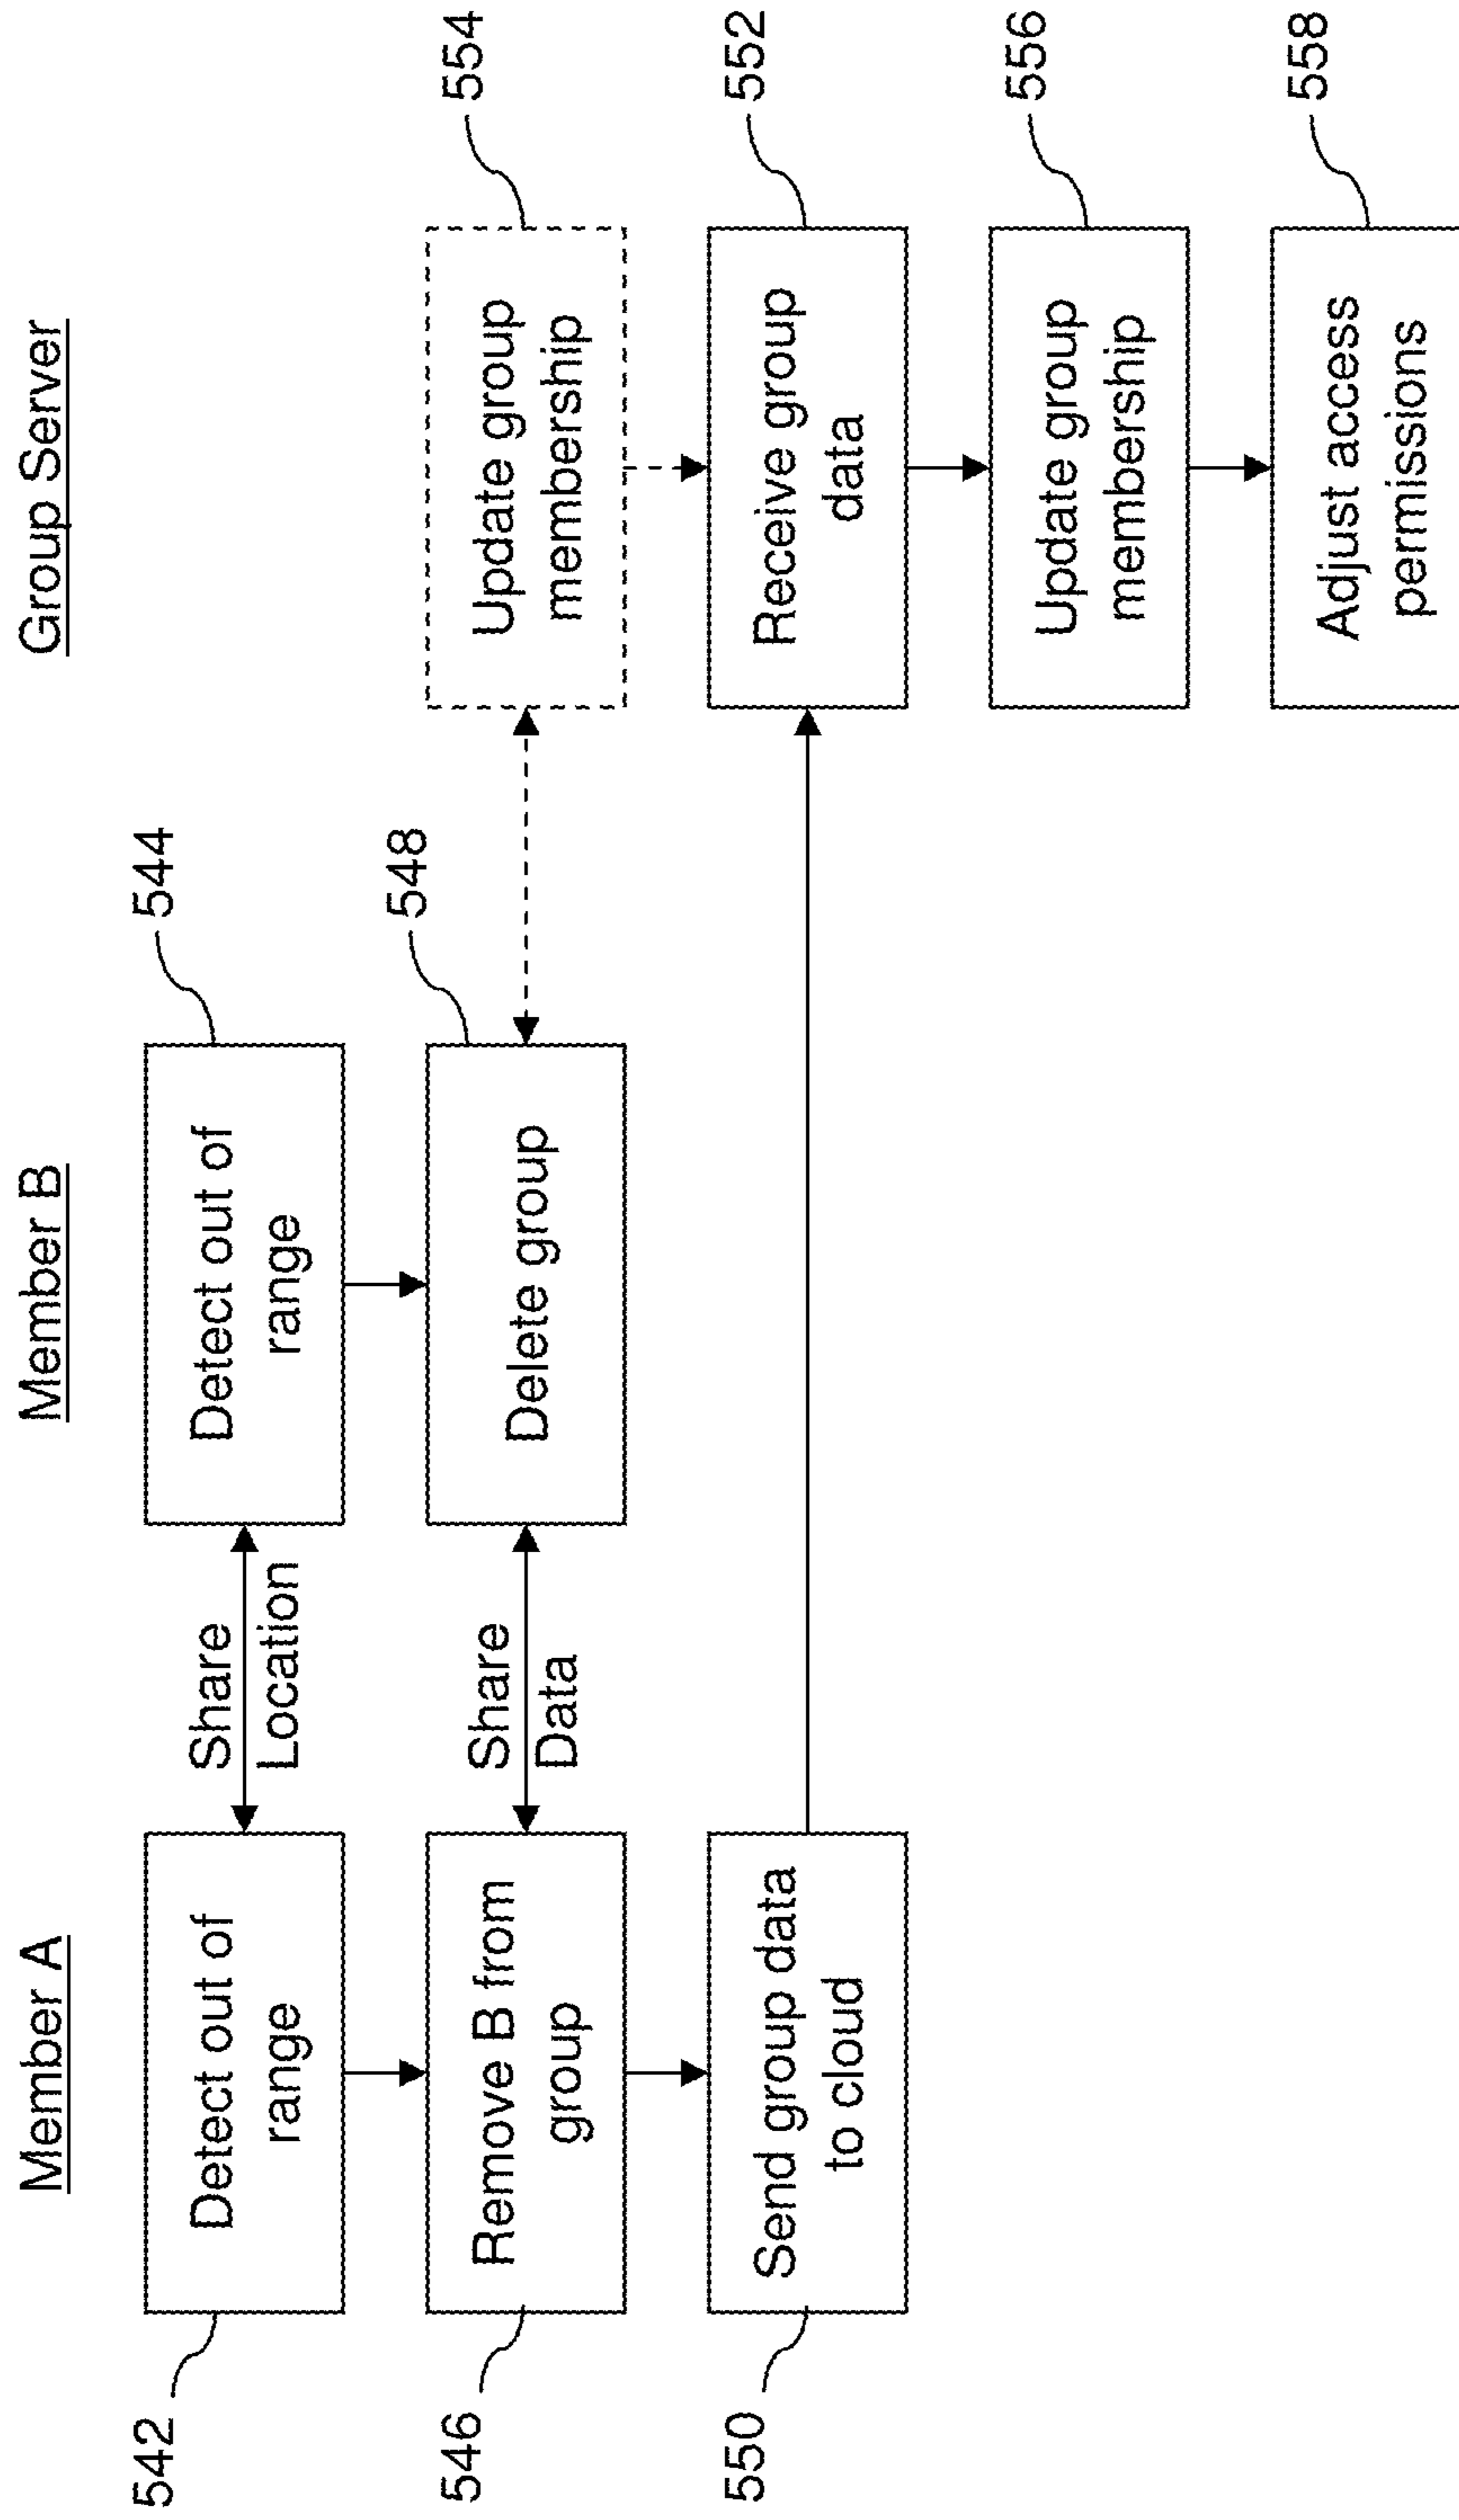 Member A
Member B
Group Server
542
Detect out of
range
Share
Location
Detect out of
range
544
546
Remove B from
group
Share
Data
Delete group
548
Update group
membership
554
550
Send group data
to cloud
Receive group
data
552
Update group
membership
556
Adjust access
permissions
558